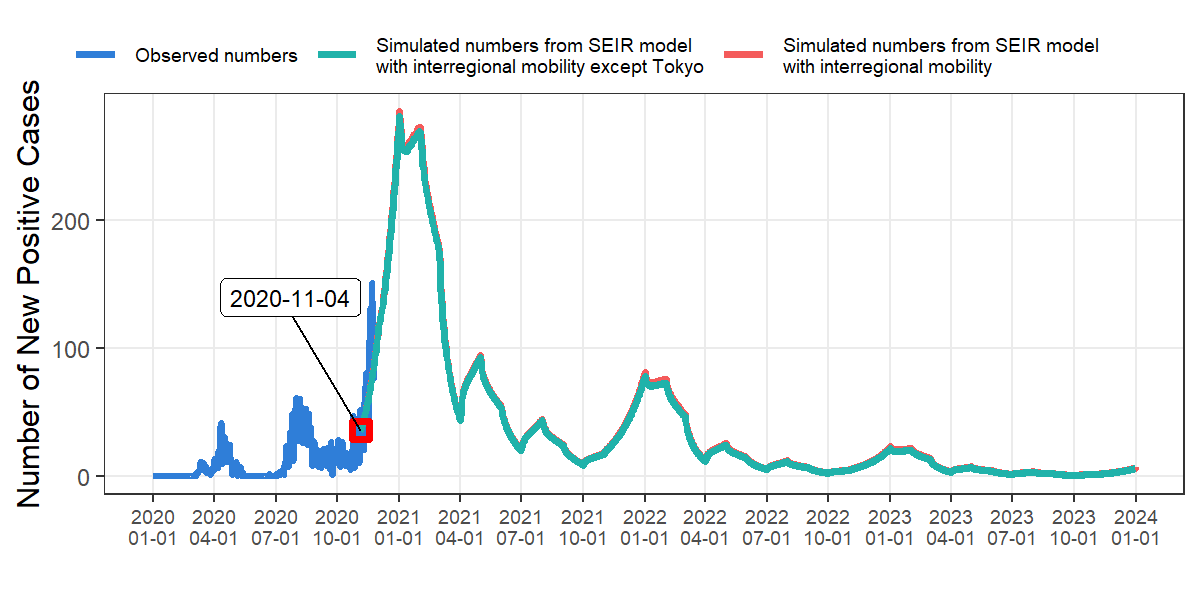 Observed numbers
Simulated numbers from SEIR model
with interregional mobility except Tokyo
Simulated numbers from SEIR model
with interregional mobility
Number of New Positive Cases
200
100
0
2020-11-04
2020 2020 2020 2020 2021 2021 2021 2021 2022 2022 2022 2022 2023 2023 2023 2023 2024
01-01 04-01 07-01 10-01 01-01 04-01 07-01 10-01 01-01 04-01 07-01 10-01 01-01 04-01 07-01 10-01 01-01